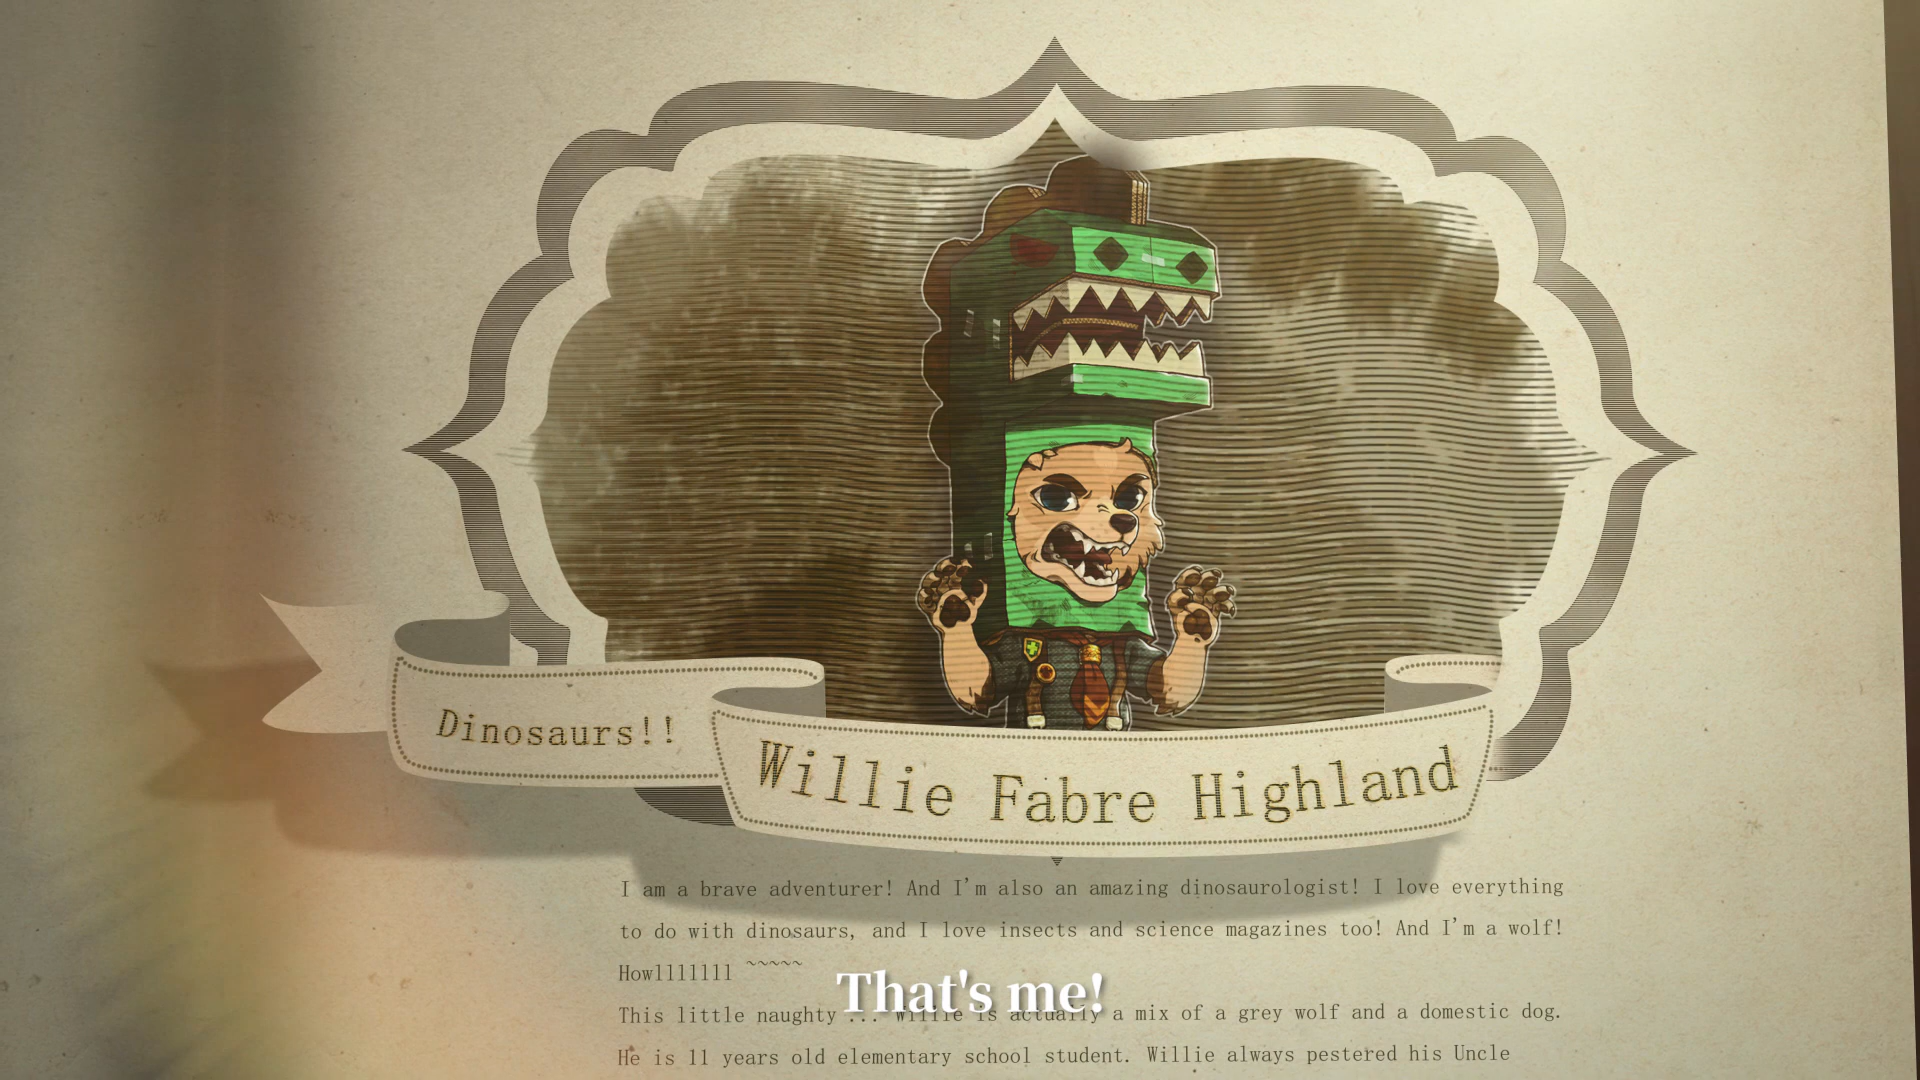 Dinosaurs!!
Willie Fabre Highland
I am a brave adventurer! And I'm also an amazing dinosaurologist! I love everything
to do with dinosaurs, and I love insects and science magazines too! And I'm a wolf!
Howlllllll ~~~~~
That's me!
This little naughty ... Willie is actually a mix of a grey wolf and a domestic dog.
He is 11 years old elementary school student. Willie always pestered his Uncle